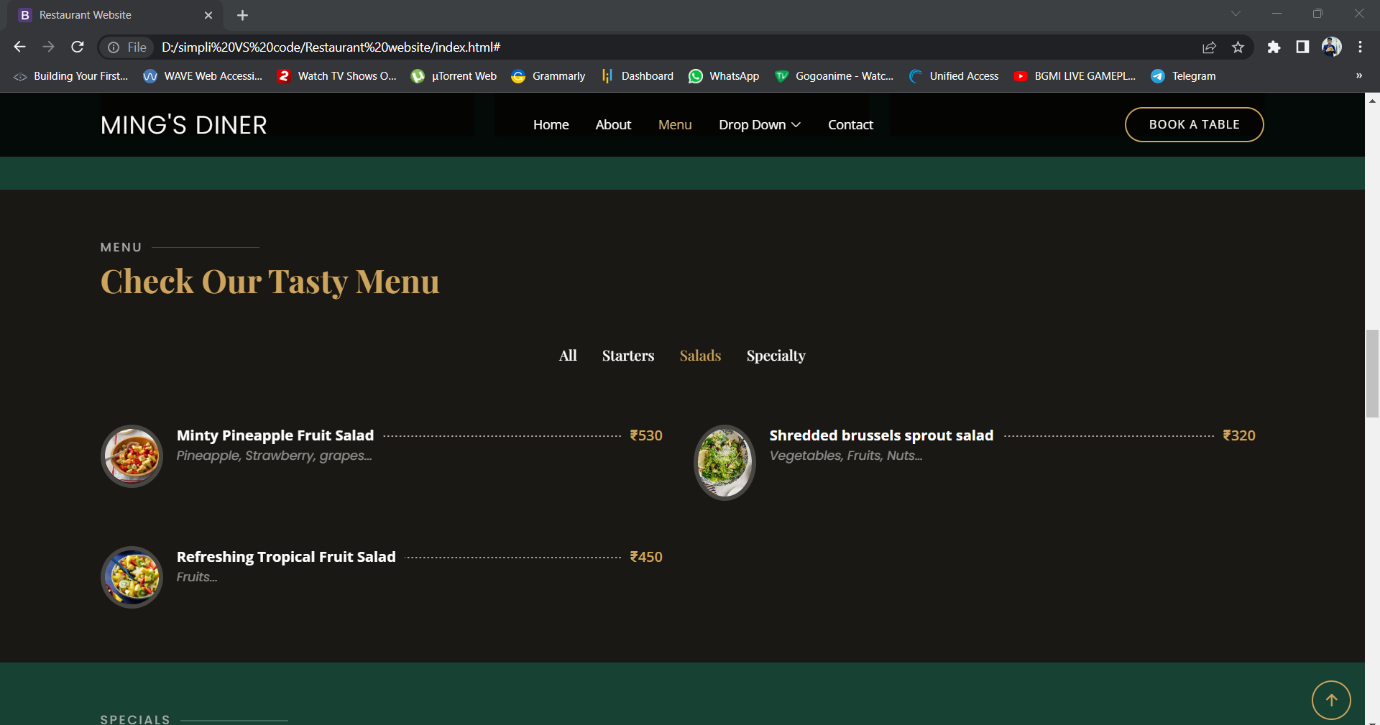 Restaurant Website
File D:/simpli%20VS%20code/Restaurant%20website/index.html#
Building Your First... WAVE Web Accessi... Watch TV Shows O... µTorrent Web Grammarly Dashboard WhatsApp Gogoanime - Watc... Unified Access BGMI LIVE GAMEPL... Telegram »
MING'S DINER Home About Menu Drop Down Contact BOOK A TABLE
MENU
Check Our Tasty Menu
All Starters Salads Specialty
Minty Pineapple Fruit Salad ₹530
Pineapple, Strawberry, grapes...
Shredded brussels sprout salad ₹320
Vegetables, Fruits, Nuts...
Refreshing Tropical Fruit Salad ₹450
Fruits...
SPECIALS